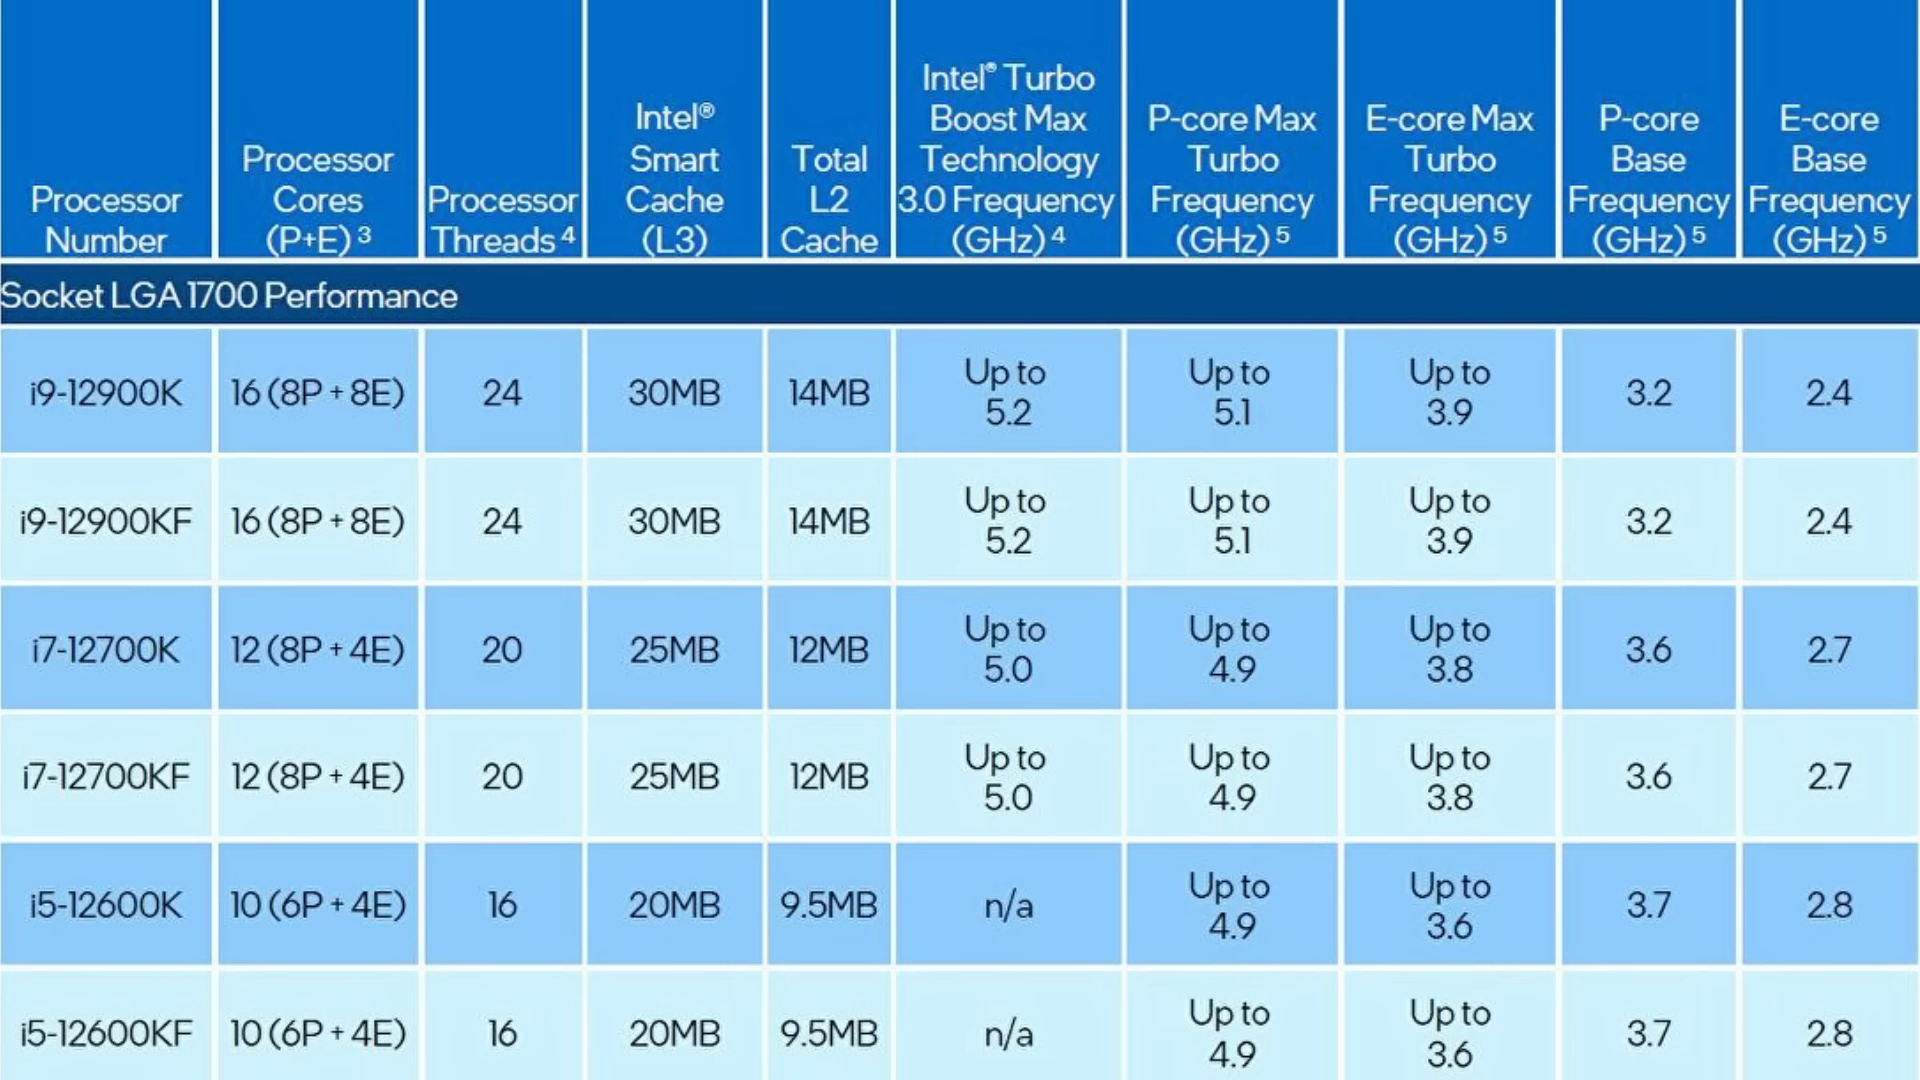 Processor Number
Processor Cores (P+E) 3
Processor Threads 4
Intel® Smart Cache (L3)
Total L2 Cache
Intel® Turbo Boost Max Technology 3.0 Frequency (GHz) 4
P-core Max Turbo Frequency (GHz) 5
E-core Max Turbo Frequency (GHz) 5
P-core Base Frequency (GHz) 5
E-core Base Frequency (GHz) 5
Socket LGA 1700 Performance
i9-12900K 16 (8P + 8E) 24 30MB 14MB Up to 5.2 Up to 5.1 Up to 3.9 3.2 2.4
i9-12900KF 16 (8P + 8E) 24 30MB 14MB Up to 5.2 Up to 5.1 Up to 3.9 3.2 2.4
i7-12700K 12 (8P + 4E) 20 25MB 12MB Up to 5.0 Up to 4.9 Up to 3.8 3.6 2.7
i7-12700KF 12 (8P + 4E) 20 25MB 12MB Up to 5.0 Up to 4.9 Up to 3.8 3.6 2.7
i5-12600K 10 (6P + 4E) 16 20MB 9.5MB n/a Up to 4.9 Up to 3.6 3.7 2.8
i5-12600KF 10 (6P + 4E) 16 20MB 9.5MB n/a Up to 4.9 Up to 3.6 3.7 2.8